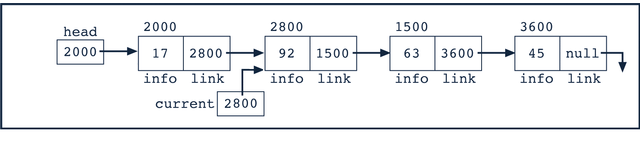 head
2000
2000
17 2800
info link
2800
92 1500
info link
1500
63 3600
info link
3600
45 null
info link
current 2800